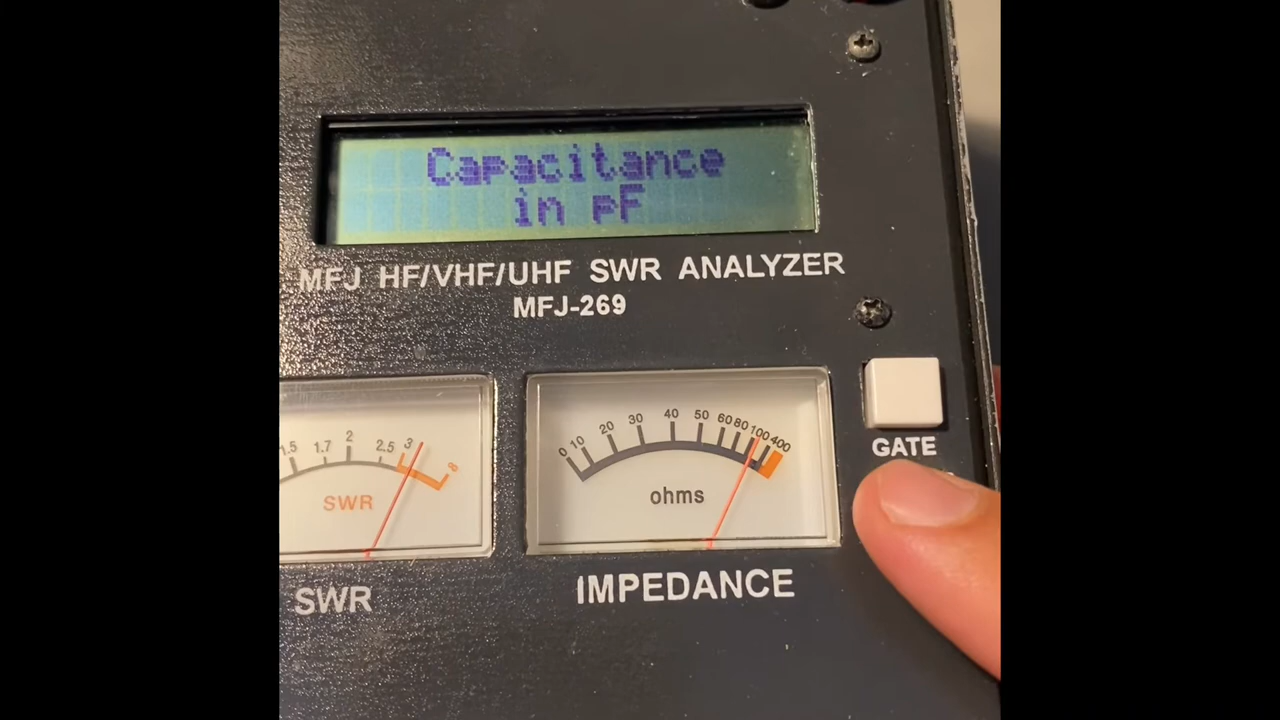 Capacitance
in pF
MFJ HF/VHF/UHF SWR ANALYZER
MFJ-269
1.5 1.7 2 2.5 3 8
SWR
0 10 20 30 40 50 60 80 100 400
ohms
GATE
SWR
IMPEDANCE